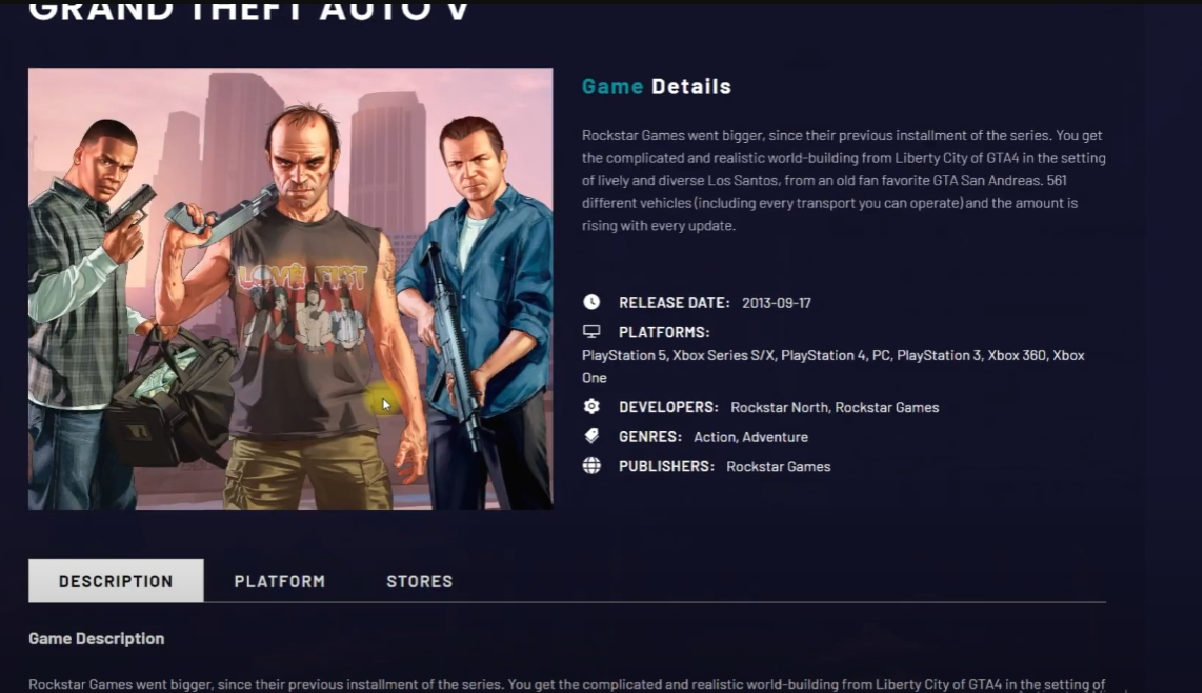 GRAND THEFT AUTO V
Game Details
Rockstar Games went bigger, since their previous installment of the series. You get
the complicated and realistic world-building from Liberty City of GTA4 in the setting
of lively and diverse Los Santos, from an old fan favorite GTA San Andreas. 561
different vehicles (including every transport you can operate) and the amount is
rising with every update.
LOVE FIST
RELEASE DATE: 2013-09-17
PLATFORMS:
PlayStation 5, Xbox Series S/X, PlayStation 4, PC, PlayStation 3, Xbox 360, Xbox
One
DEVELOPERS: Rockstar North, Rockstar Games
GENRES: Action, Adventure
PUBLISHERS: Rockstar Games
DESCRIPTION PLATFORM STORES
Game Description
Rockstar Games went bigger, since their previous installment of the series. You get the complicated and realistic world-building from Liberty City of GTA4 in the setting of